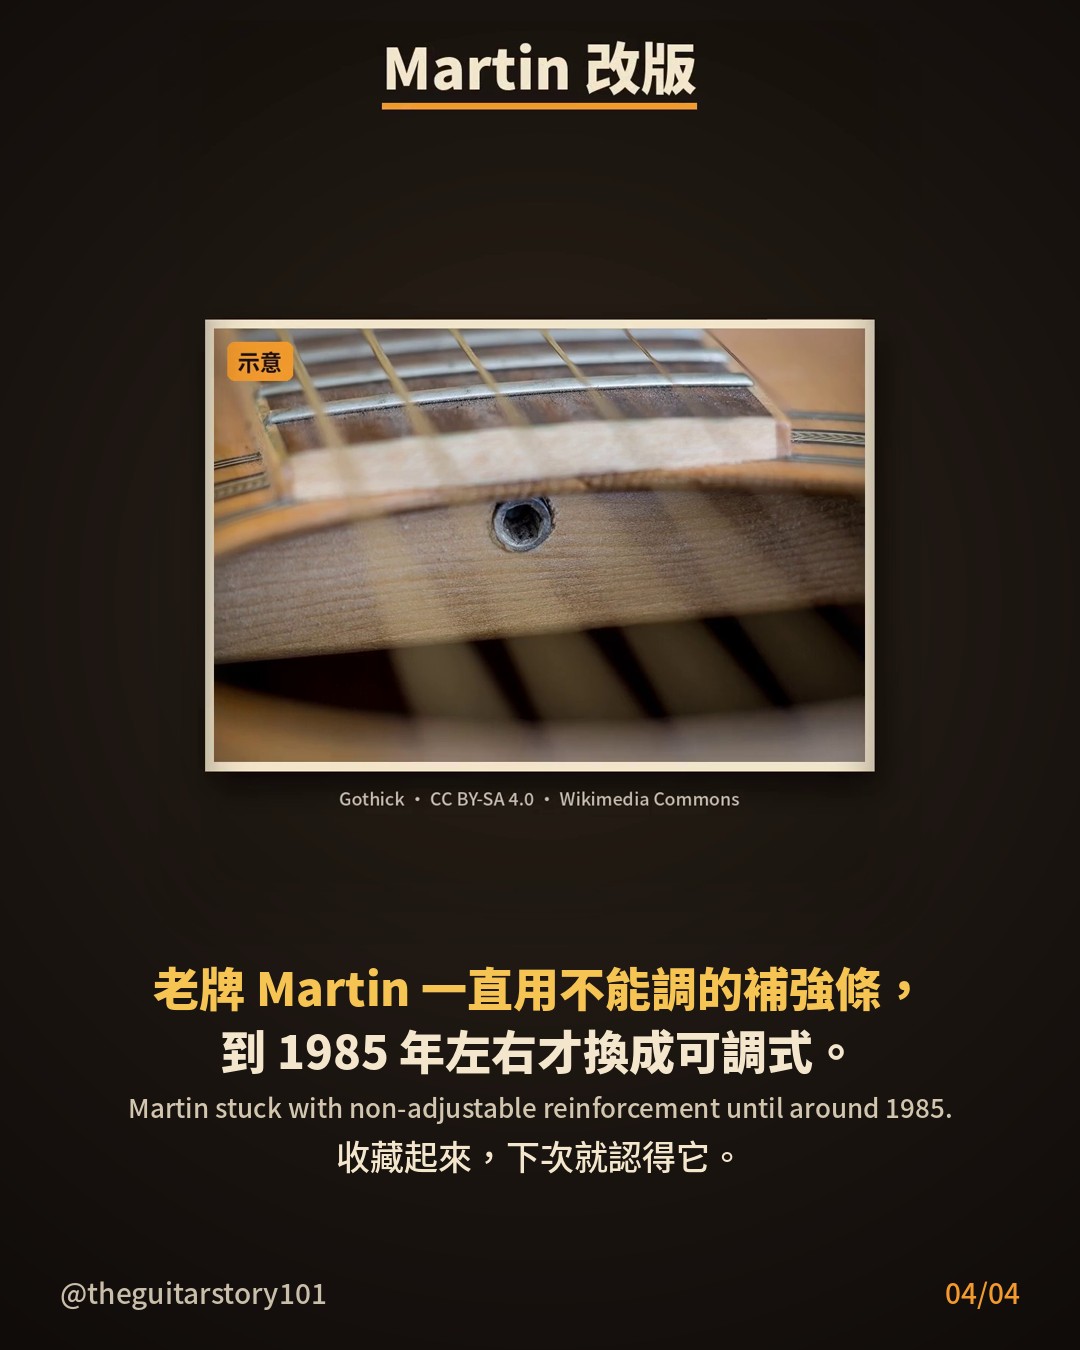 Martin 改版
示意
Gothick • CC BY-SA 4.0 • Wikimedia Commons
老牌 Martin 一直用不能調的補強條，
到 1985 年左右才換成可調式。
Martin stuck with non-adjustable reinforcement until around 1985.
收藏起來，下次就認得它。
@theguitarstory101
04/04